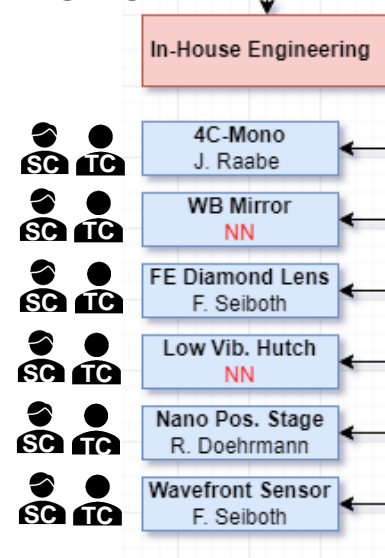 In-House Engineering
SC TC
4C-Mono
J. Raabe
SC TC
WB Mirror
NN
SC TC
FE Diamond Lens
F. Seiboth
SC TC
Low Vib. Hutch
NN
SC TC
Nano Pos. Stage
R. Doehrmann
SC TC
Wavefront Sensor
F. Seiboth